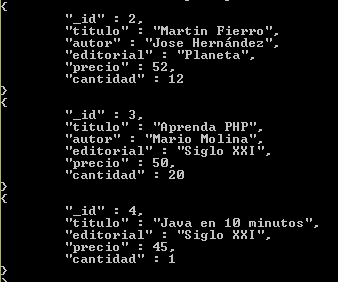 {
"_id" : 2,
"titulo" : "Martin Fierro",
"autor" : "Jose Hernández",
"editorial" : "Planeta",
"precio" : 52,
"cantidad" : 12
}
{
"_id" : 3,
"titulo" : "Aprenda PHP",
"autor" : "Mario Molina",
"editorial" : "Siglo XXI",
"precio" : 50,
"cantidad" : 20
}
{
"_id" : 4,
"titulo" : "Java en 10 minutos",
"editorial" : "Siglo XXI",
"precio" : 45,
"cantidad" : 1
}